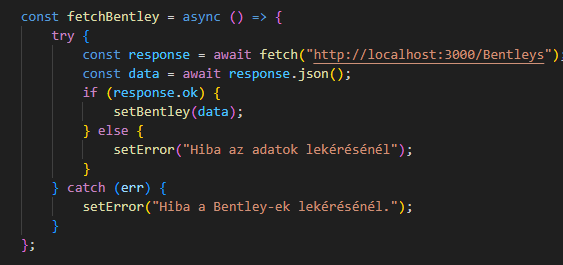 const fetchBentley = async () => {
try {
const response = await fetch("http://localhost:3000/Bentleys");
const data = await response.json();
if (response.ok) {
setBentley(data);
} else {
setError("Hiba az adatok lekérésénél");
}
} catch (err) {
setError("Hiba a Bentley-ek lekérésénél.");
}
};